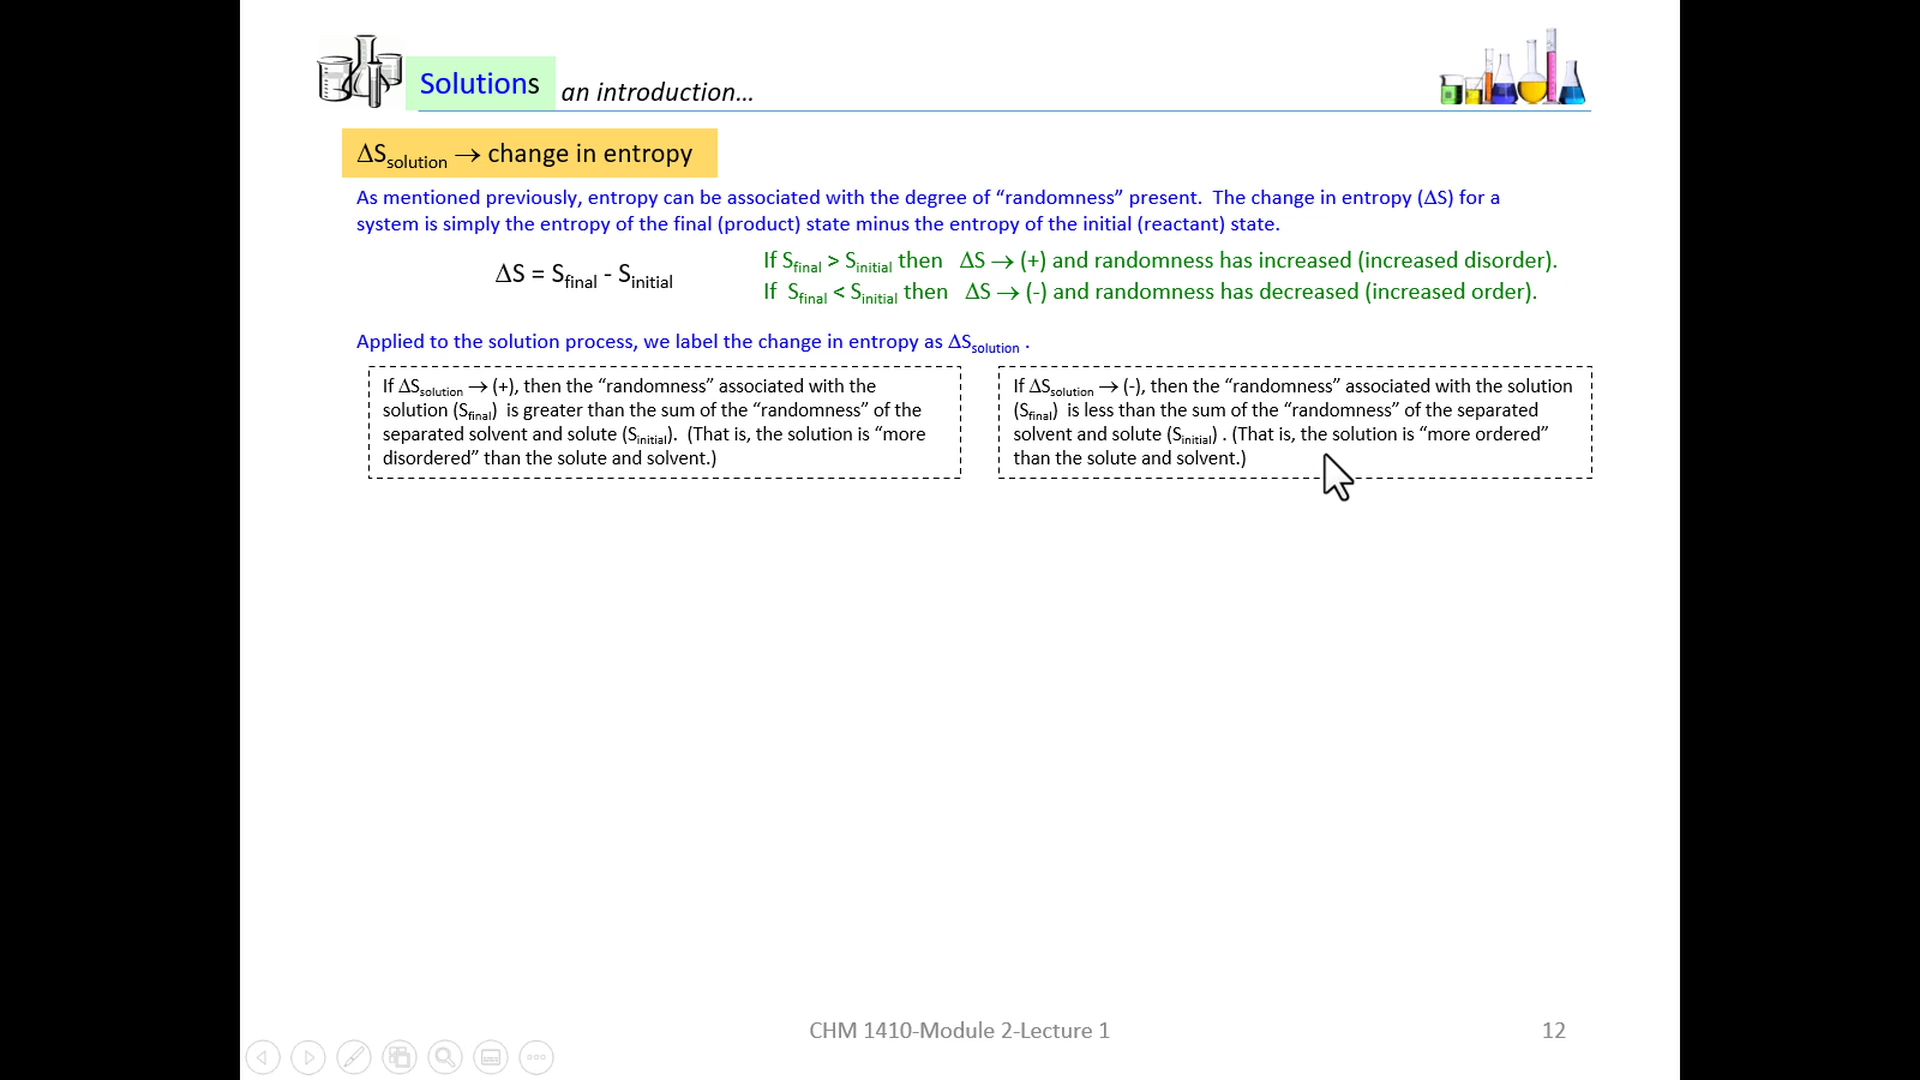 Solutions an introduction...
ΔSsolution → change in entropy
As mentioned previously, entropy can be associated with the degree of “randomness” present. The change in entropy (ΔS) for a
system is simply the entropy of the final (product) state minus the entropy of the initial (reactant) state.
ΔS = Sfinal - Sinitial
If Sfinal > Sinitial then ΔS → (+) and randomness has increased (increased disorder).
If Sfinal < Sinitial then ΔS → (-) and randomness has decreased (increased order).
Applied to the solution process, we label the change in entropy as ΔSsolution .
If ΔSsolution → (+), then the “randomness” associated with the
solution (Sfinal) is greater than the sum of the “randomness” of the
separated solvent and solute (Sinitial). (That is, the solution is “more
disordered” than the solute and solvent.)
If ΔSsolution → (-), then the “randomness” associated with the solution
(Sfinal) is less than the sum of the “randomness” of the separated
solvent and solute (Sinitial) . (That is, the solution is “more ordered”
than the solute and solvent.)
CHM 1410-Module 2-Lecture 1
12